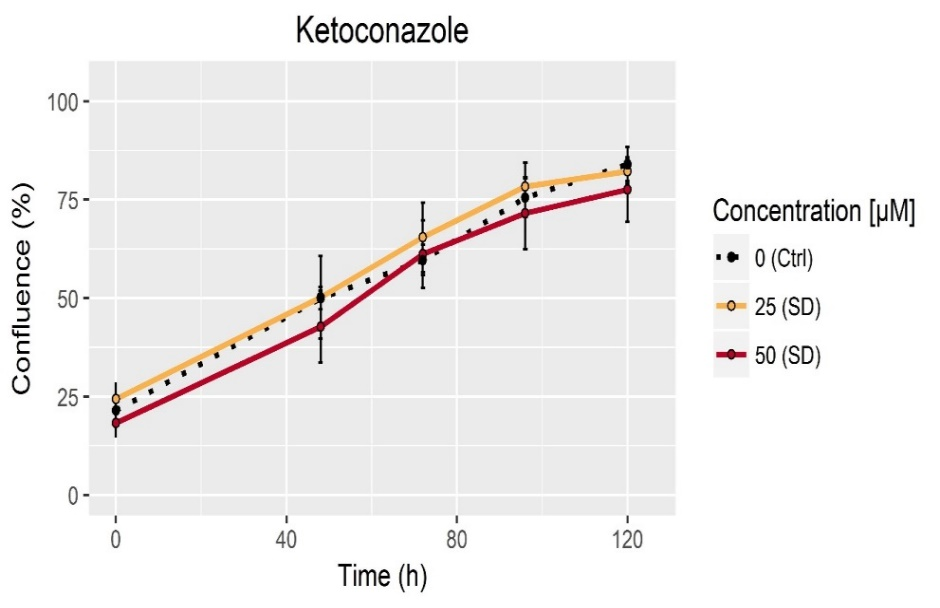 Ketoconazole
Confluence (%)
100
75
50
25
0
0 40 80 120
Time (h)
Concentration [µM]
0 (Ctrl)
25 (SD)
50 (SD)